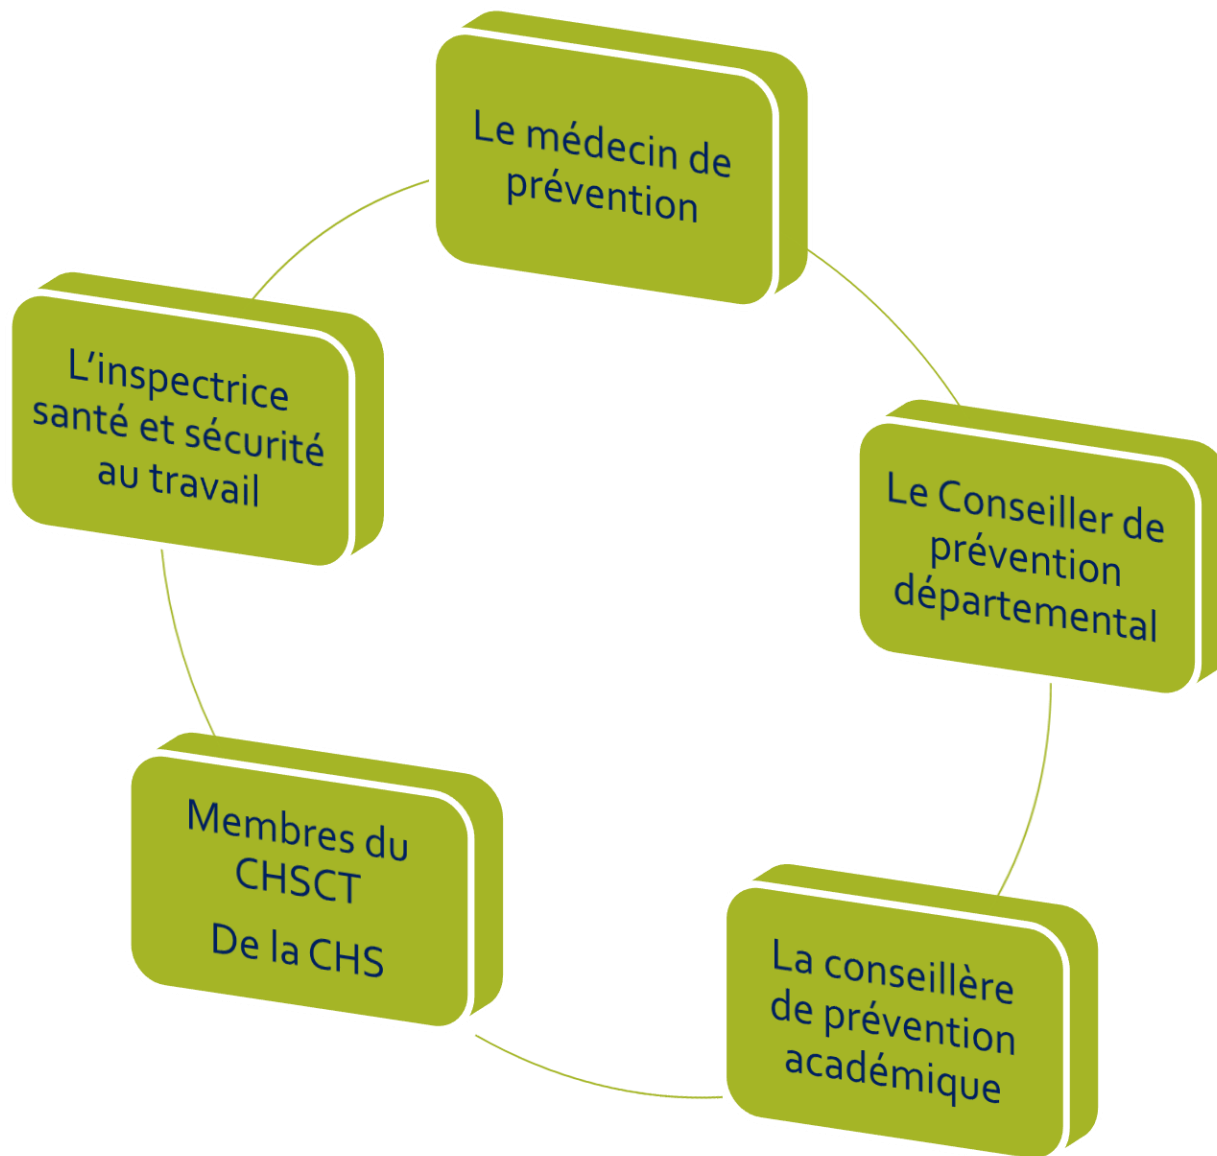 Le médecin de
prévention
L’inspectrice
santé et sécurité
au travail
Le Conseiller de
prévention
départemental
Membres du
CHSCT
De la CHS
La conseillère
de prévention
académique